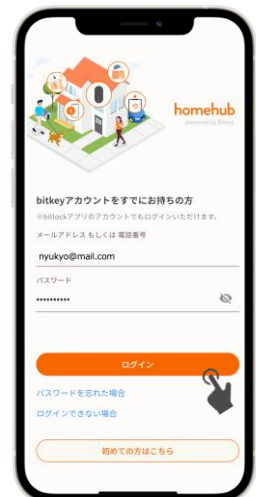 homehub
powered by Bitkey
bitkeyアカウントをすでにお持ちの方
※bitlockアプリのアカウントでもログインいただけます。
メールアドレス もしくは 電話番号
nyukyo@mail.com
パスワード
••••••••••
ログイン
パスワードを忘れた場合
ログインできない場合
初めての方はこちら